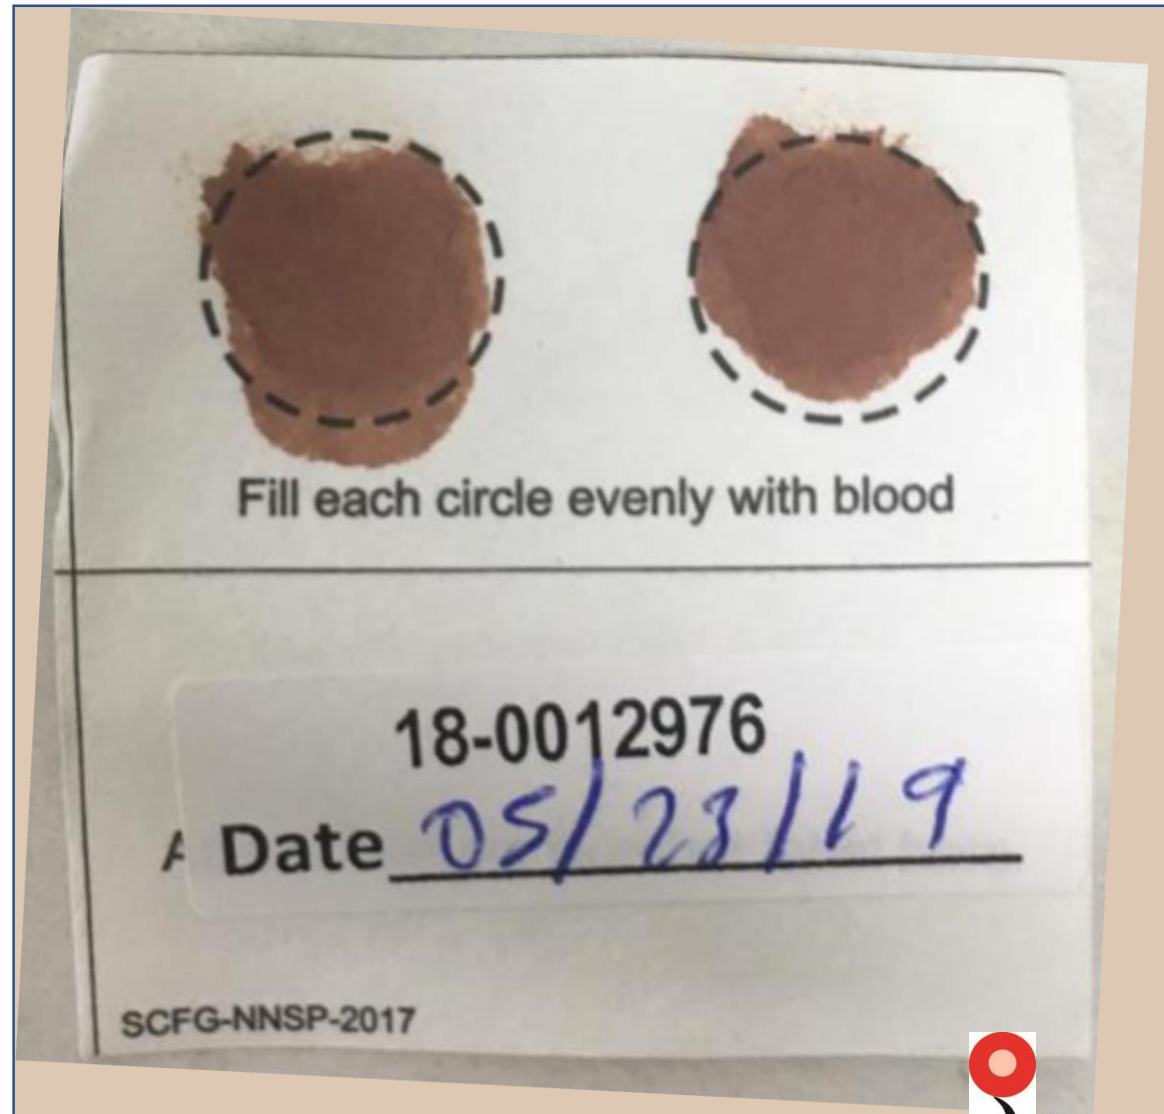 Fill each circle evenly with blood
18-0012976
Date 05/23/19
SCFG-NNSP-2017